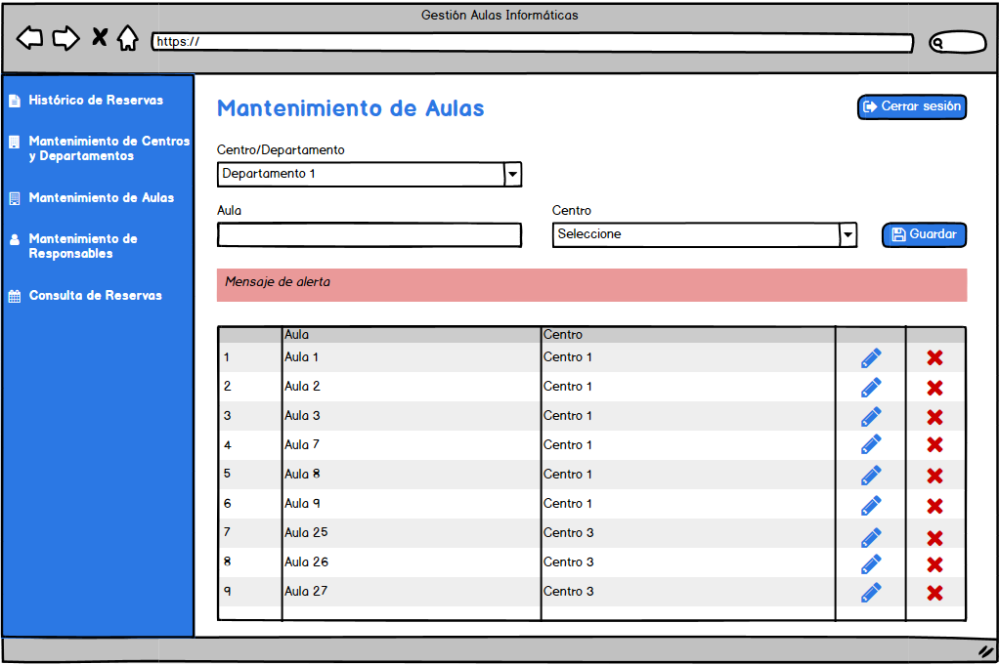 Gestión Aulas Informáticas
https://
Histórico de Reservas
Mantenimiento de Centros
y Departamentos
Mantenimiento de Aulas
Mantenimiento de
Responsables
Consulta de Reservas
Mantenimiento de Aulas
Cerrar sesión
Centro/Departamento
Departamento 1
Aula Centro
Seleccione Guardar
Mensaje de alerta
Aula Centro
1 Aula 1 Centro 1
2 Aula 2 Centro 1
3 Aula 3 Centro 1
4 Aula 7 Centro 1
5 Aula 8 Centro 1
6 Aula 9 Centro 1
7 Aula 25 Centro 3
8 Aula 26 Centro 3
9 Aula 27 Centro 3